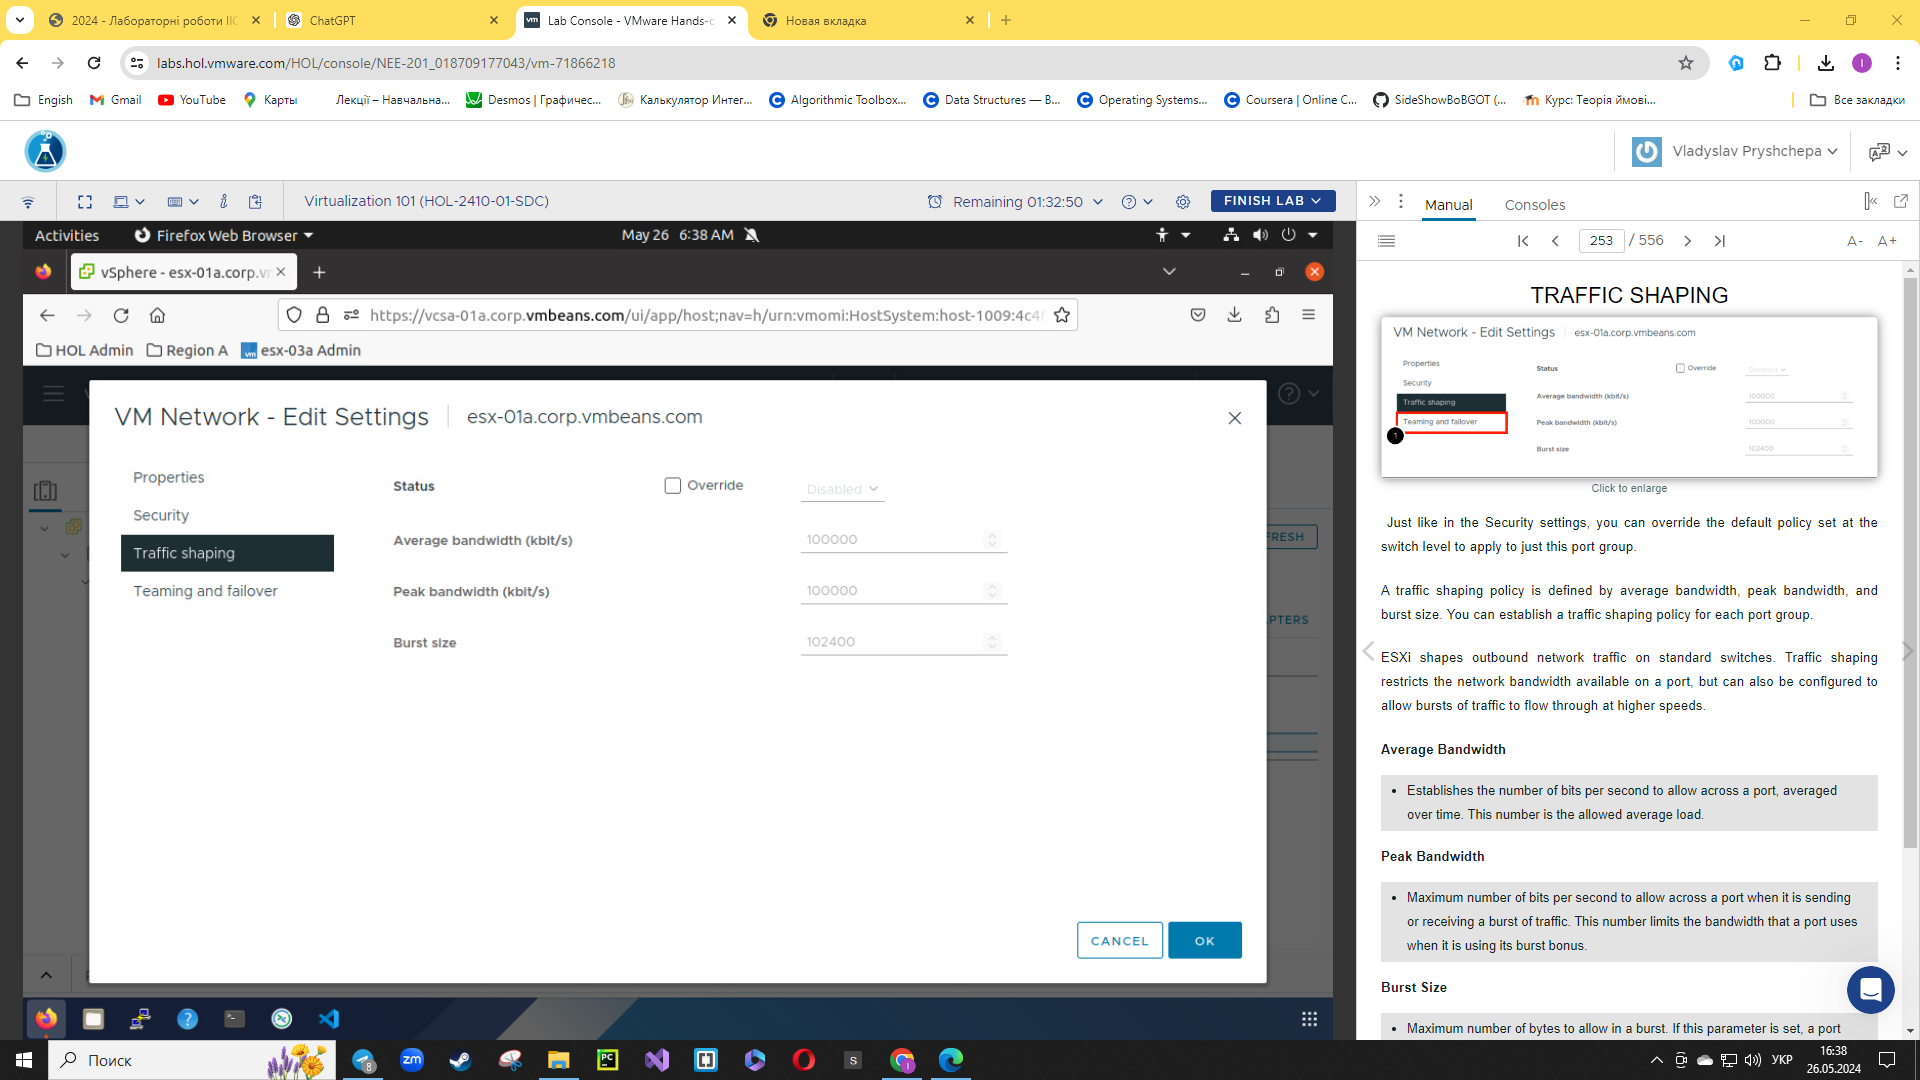 2024 - Лабораторні роботи ІІС
ChatGPT
Lab Console - VMware Hands-o
Новая вкладка
labs.hol.vmware.com/HOL/console/NEE-201_018709177043/vm-71866218
Engish
Gmail
YouTube
Карты
Лекції – Навчальна...
Desmos | Графичес...
Калькулятор Интег...
Algorithmic Toolbox...
Data Structures — В...
Operating Systems...
Coursera | Online C...
SideShowBoBGOT (...
Курс: Теорія ймові...
Все закладки
Vladyslav Pryshchepa
Virtualization 101 (HOL-2410-01-SDC)
Remaining 01:32:50
FINISH LAB
Manual
Consoles
Activities
Firefox Web Browser
May 26 6:38 AM
253 / 556
A- A+
vSphere - esx-01a.corp.vm
https://vcsa-01a.corp.vmbeans.com/ui/app/host;nav=h/urn:vmomi:HostSystem:host-1009:4c4f
HOL Admin
Region A
esx-03a Admin
VM Network - Edit Settings
esx-01a.corp.vmbeans.com
Properties
Security
Traffic shaping
Teaming and failover
Status
Override
Disabled
Average bandwidth (kbit/s)
100000
Peak bandwidth (kbit/s)
100000
Burst size
102400
FRESH
PTERS
CANCEL
OK
TRAFFIC SHAPING
VM Network - Edit Settings
esx-01a.corp.vmbeans.com
Properties
Security
Traffic shaping
Teaming and failover
1
Status
Override
Disabled
Average bandwidth (kbit/s)
100000
Peak bandwidth (kbit/s)
100000
Burst size
102400
Click to enlarge
Just like in the Security settings, you can override the default policy set at the
switch level to apply to just this port group.
A traffic shaping policy is defined by average bandwidth, peak bandwidth, and
burst size. You can establish a traffic shaping policy for each port group.
ESXi shapes outbound network traffic on standard switches. Traffic shaping
restricts the network bandwidth available on a port, but can also be configured to
allow bursts of traffic to flow through at higher speeds.
Average Bandwidth
• Establishes the number of bits per second to allow across a port, averaged
over time. This number is the allowed average load.
Peak Bandwidth
• Maximum number of bits per second to allow across a port when it is sending
or receiving a burst of traffic. This number limits the bandwidth that a port uses
when it is using its burst bonus.
Burst Size
• Maximum number of bytes to allow in a burst. If this parameter is set, a port
Поиск
УКР
16:38
26.05.2024